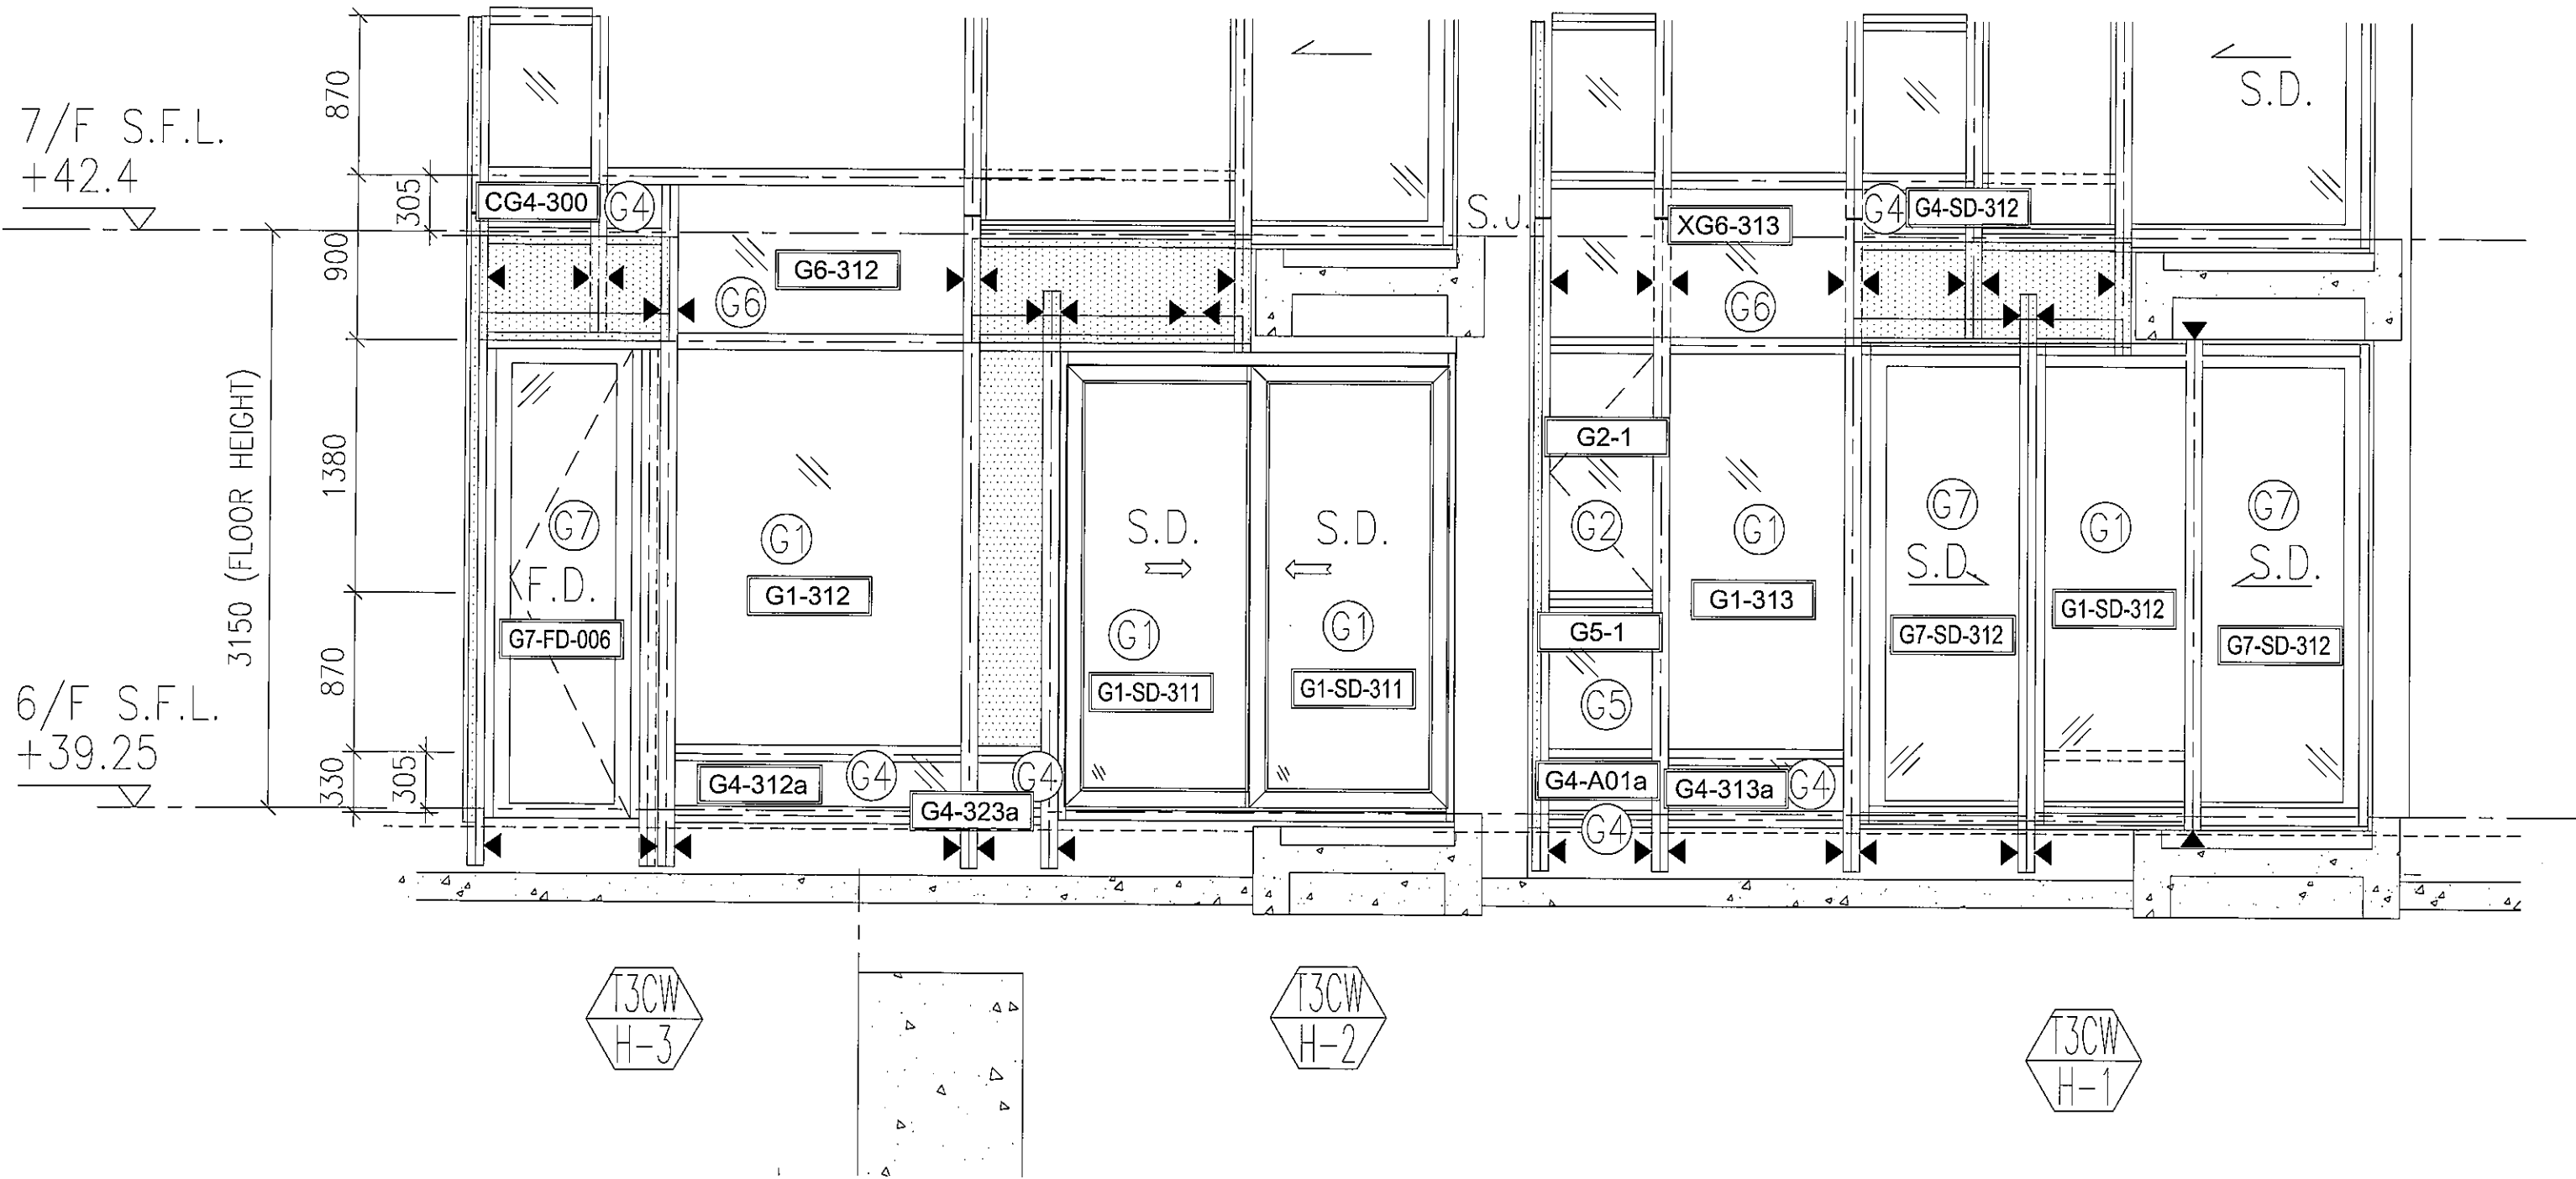 870
7/F S.F.L.
+42.4
305
900
3150 (FLOOR HEIGHT)
1380
870
6/F S.F.L.
+39.25
330
305
CG4-300
G4
G6-312
G6
G7
F.D.
G7-FD-006
G1
G1-312
G4-312a
G4
G4-323a
G4
S.D.
S.D.
G1
G1
G1-SD-311
G1-SD-311
S.J.
S.D.
XG6-313
G4
G4-SD-312
G6
G2-1
G2
G5-1
G5
G4-A01a
G4
G1
G1-313
G4-313a
G4
G7
S.D.
G7-SD-312
G1
G1-SD-312
G7
S.D.
G7-SD-312
T3CW
H-3
T3CW
H-2
T3CW
H-1